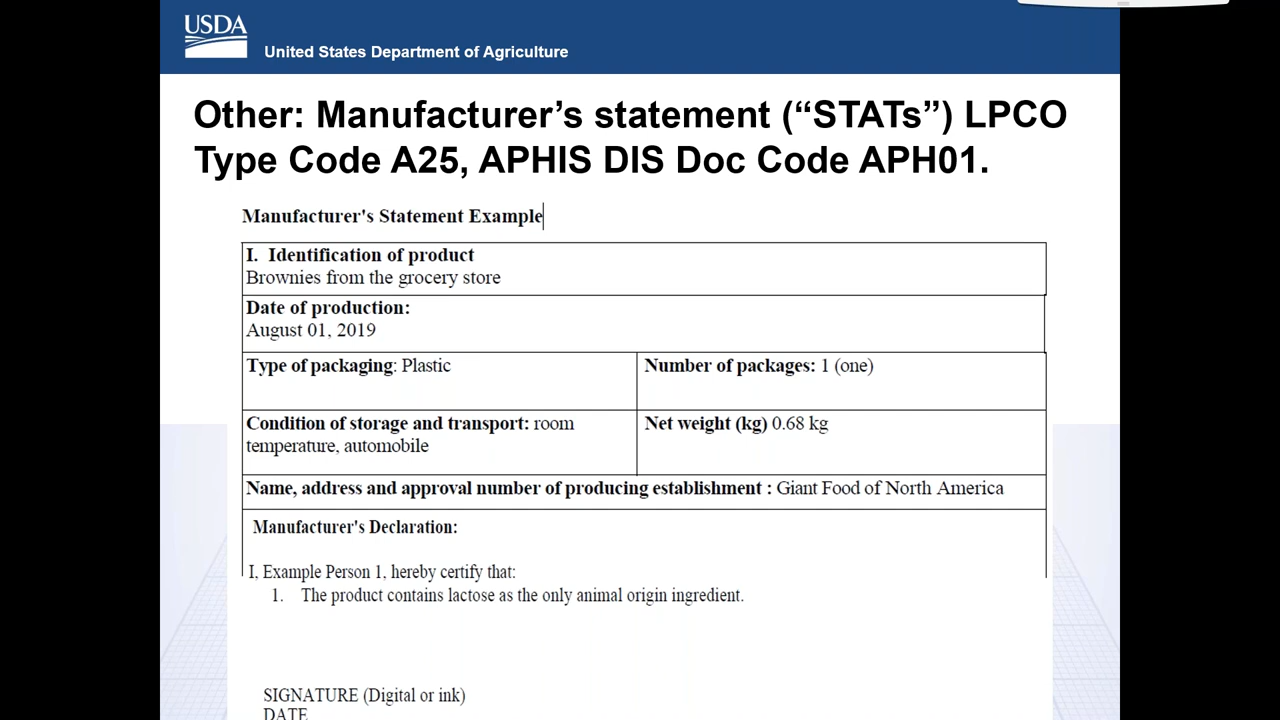 USDA
United States Department of Agriculture
Other: Manufacturer’s statement (“STATs”) LPCO
Type Code A25, APHIS DIS Doc Code APH01.
Manufacturer's Statement Example
I. Identification of product
Brownies from the grocery store
Date of production:
August 01, 2019
Type of packaging: Plastic
Number of packages: 1 (one)
Condition of storage and transport: room
temperature, automobile
Net weight (kg) 0.68 kg
Name, address and approval number of producing establishment : Giant Food of North America
Manufacturer's Declaration:
I, Example Person 1, hereby certify that:
1. The product contains lactose as the only animal origin ingredient.
SIGNATURE (Digital or ink)
DATE